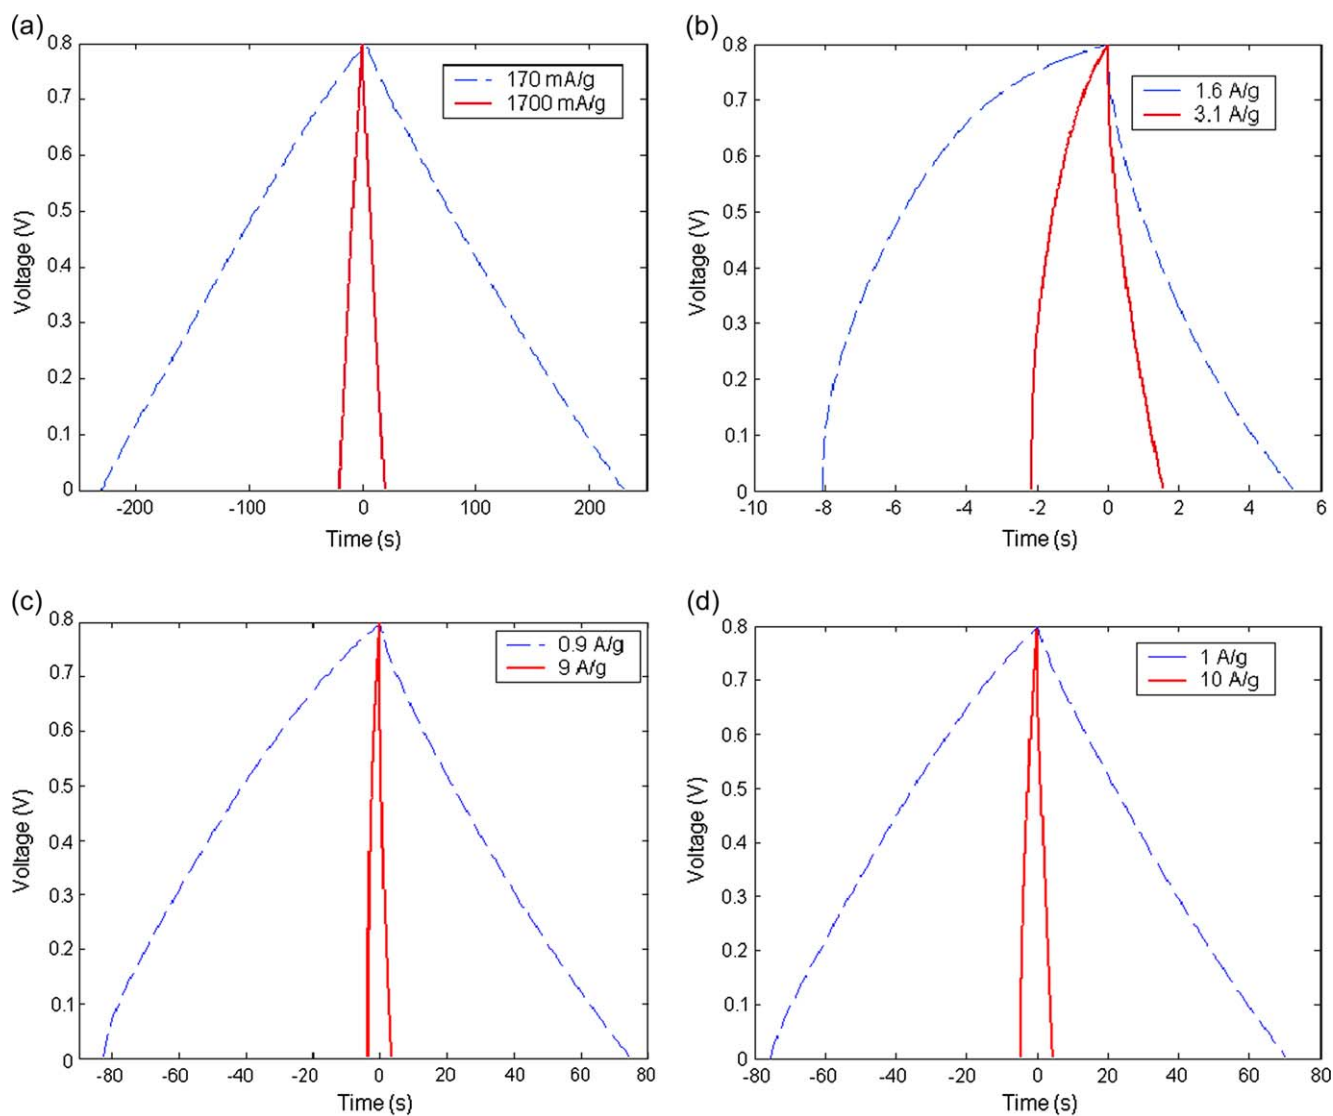 (a)
0.8
0.7
0.6
0.5
0.4
0.3
0.2
0.1
0
Voltage (V)
170 mA/g
1700 mA/g
-200 -100 0 100 200
Time (s)
(b)
0.8
0.7
0.6
0.5
0.4
0.3
0.2
0.1
0
Voltage (V)
1.6 A/g
3.1 A/g
-10 -8 -6 -4 -2 0 2 4 6
Time (s)
(c)
0.8
0.7
0.6
0.5
0.4
0.3
0.2
0.1
0
Voltage (V)
0.9 A/g
9 A/g
-80 -60 -40 -20 0 20 40 60 80
Time (s)
(d)
0.8
0.7
0.6
0.5
0.4
0.3
0.2
0.1
0
Voltage (V)
1 A/g
10 A/g
-80 -60 -40 -20 0 20 40 60 80
Time (s)